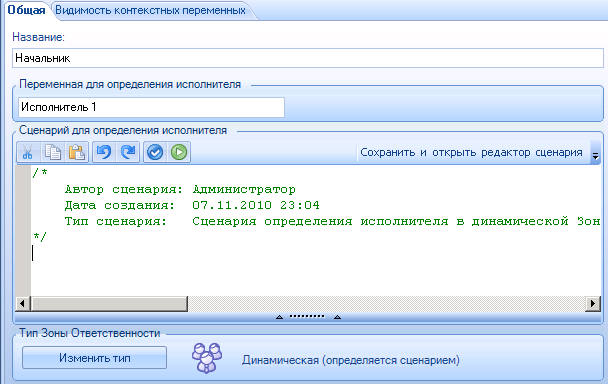 Общая Видимость контекстных переменных
Название:
Начальник
Переменная для определения исполнителя
Исполнитель 1
Сценарий для определения исполнителя
Сохранить и открыть редактор сценария
/*
Автор сценария: Администратор
Дата создания: 07.11.2010 23:04
Тип сценария: Сценарий определения исполнителя в динамической Зон
*/
Тип Зоны Ответственности
Изменить тип Динамическая (определяется сценарием)